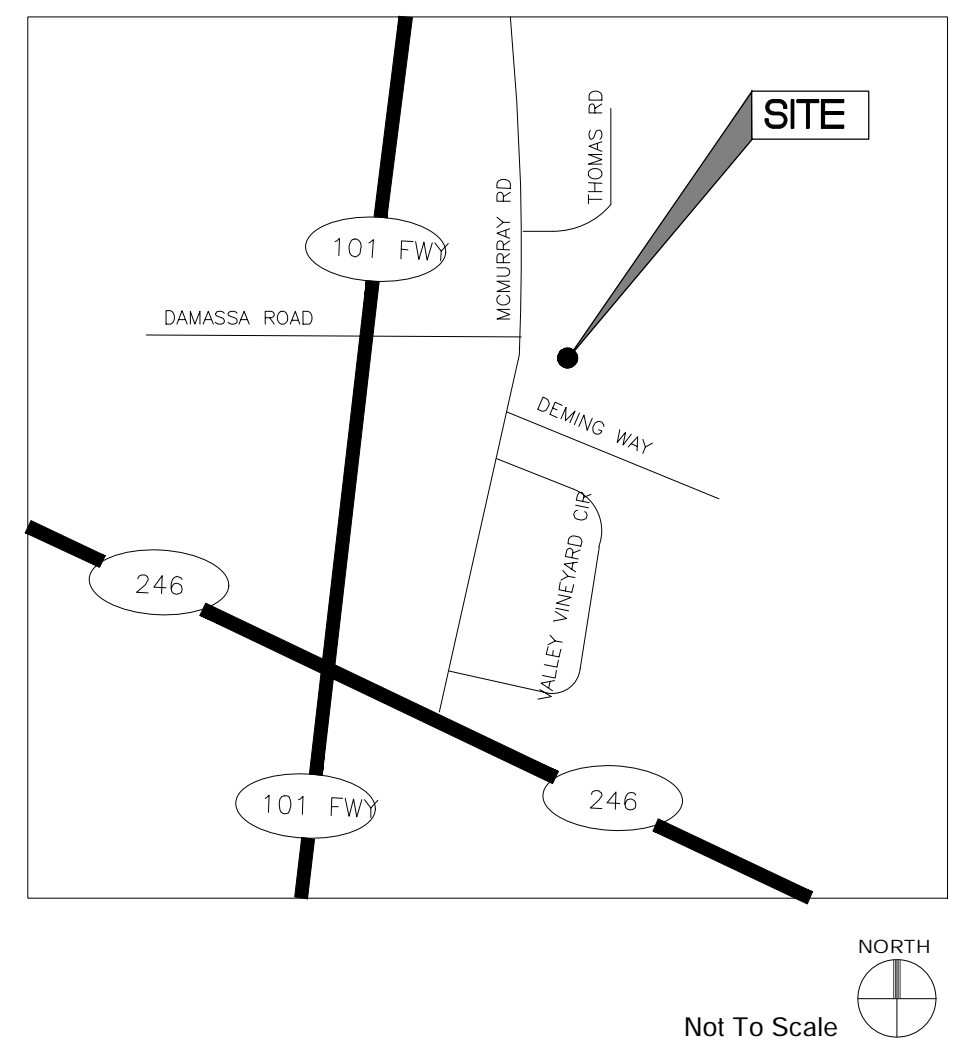 SITE
THOMAS RD
MCMURRAY RD
101 FWY
DAMASSA ROAD
DEMING WAY
VALLEY VINEYARD CIR
246
101 FWY
246
NORTH
Not To Scale